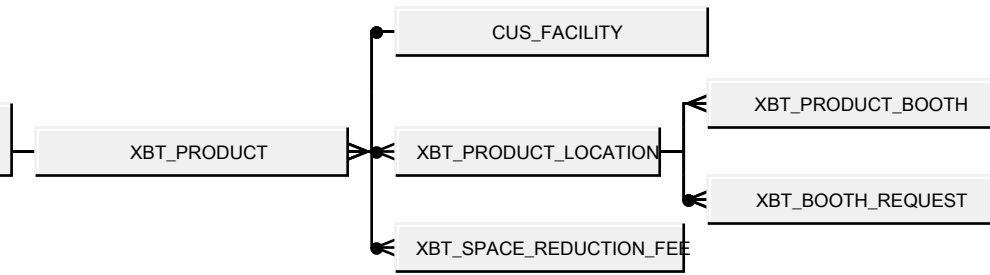 CUS_FACILITY
XBT_PRODUCT_BOOTH
XBT_PRODUCT
XBT_PRODUCT_LOCATION
XBT_BOOTH_REQUEST
XBT_SPACE_REDUCTION_FEE